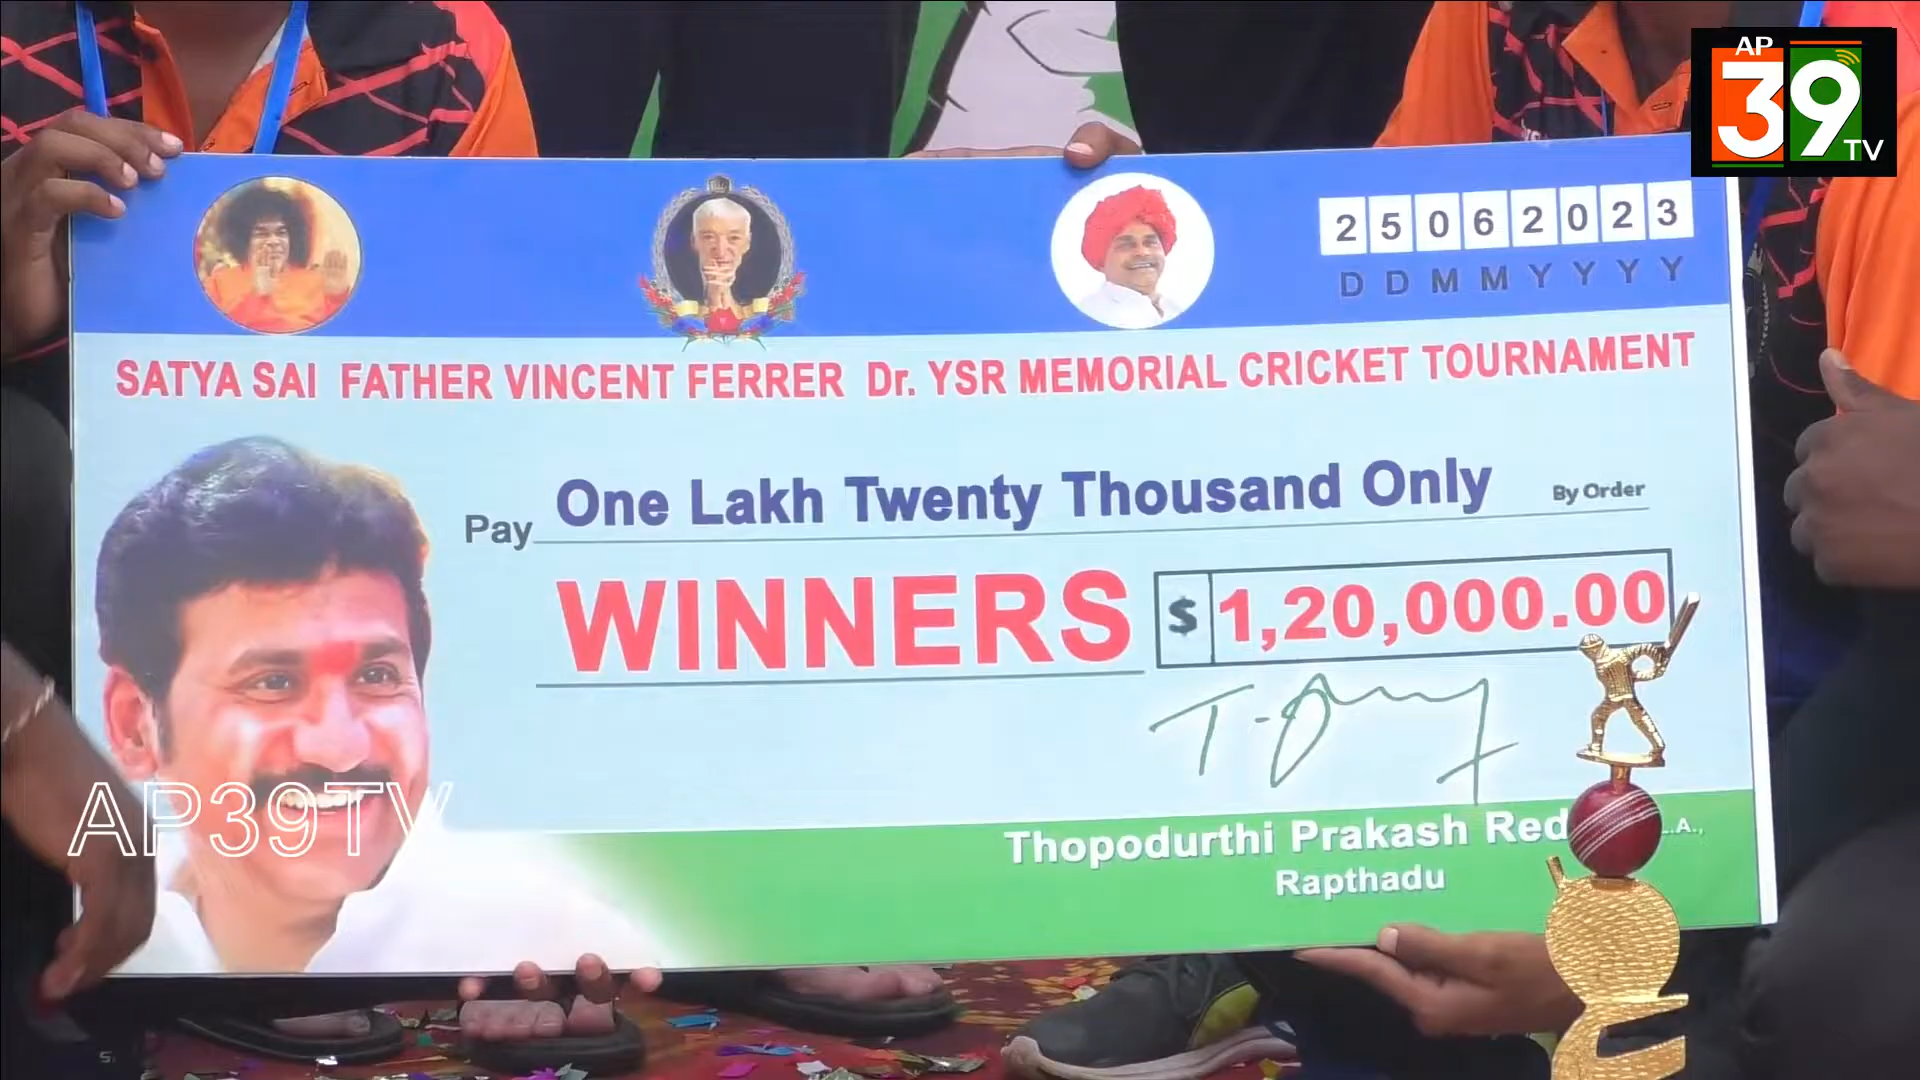 AP
39
TV
25062023
DDMMYYYY
SATYA SAI FATHER VINCENT FERRER Dr. YSR MEMORIAL CRICKET TOURNAMENT
Pay One Lakh Twenty Thousand Only By Order
WINNERS $ 1,20,000.00
Thopodurthi Prakash Red .A.,
Rapthadu
AP39TV